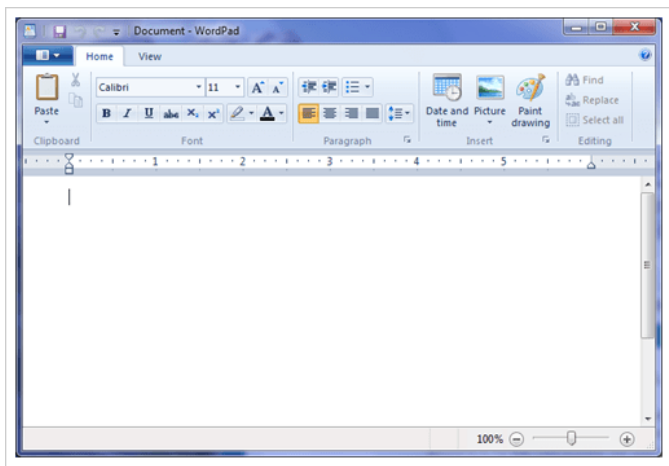 Document - WordPad
Home View
Calibri 11 A A Find
Replace
Paste B I U abc X₂ X² A Date and Picture Paint Select all
time drawing
Clipboard Font Paragraph Insert Editing
1 2 3 4 5
100%